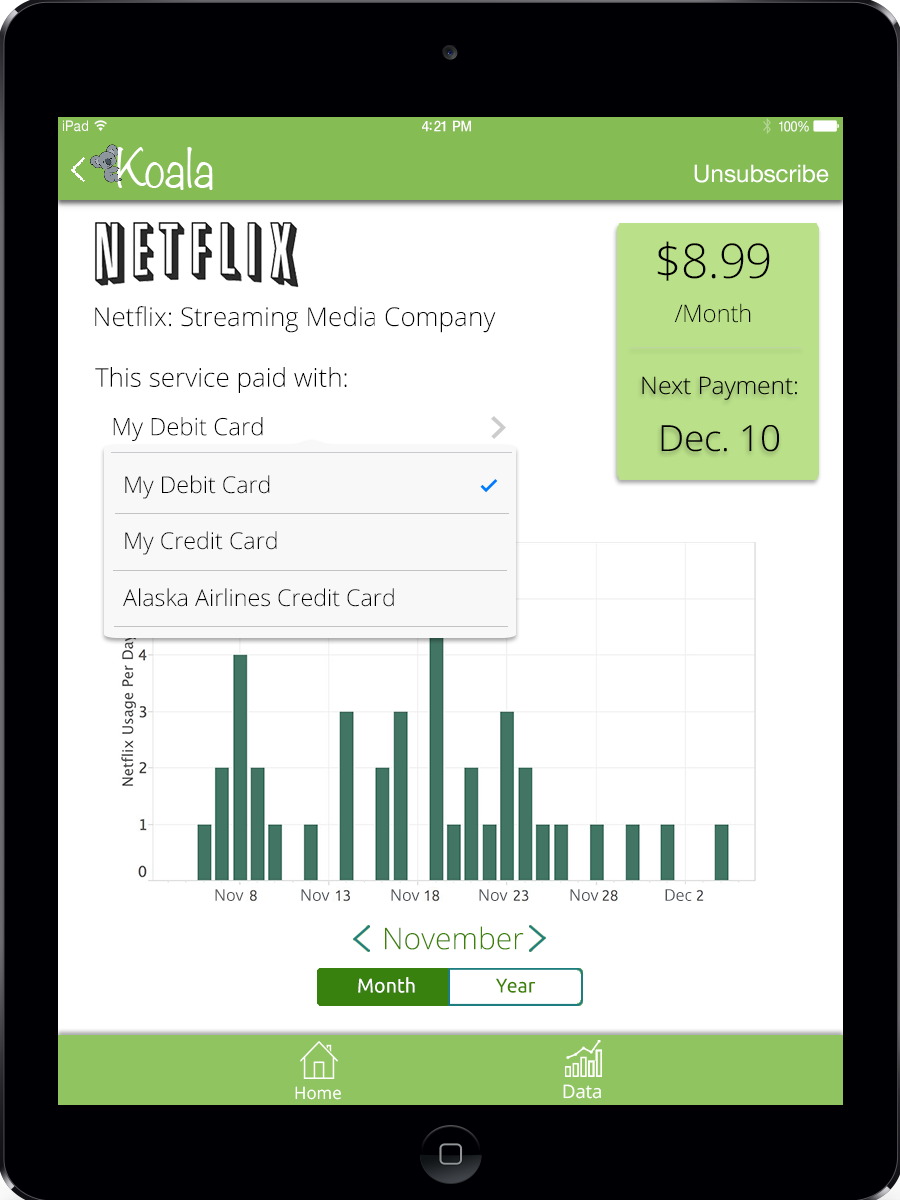 iPad 4:21 PM 100%
Koala Unsubscribe
NETFLIX
Netflix: Streaming Media Company
$8.99
/Month
Next Payment:
Dec. 10
This service paid with:
My Debit Card
My Debit Card
My Credit Card
Alaska Airlines Credit Card
Netflix Usage Per Day
4
3
2
1
0
Nov 8 Nov 13 Nov 18 Nov 23 Nov 28 Dec 2
November
Month Year
Home Data